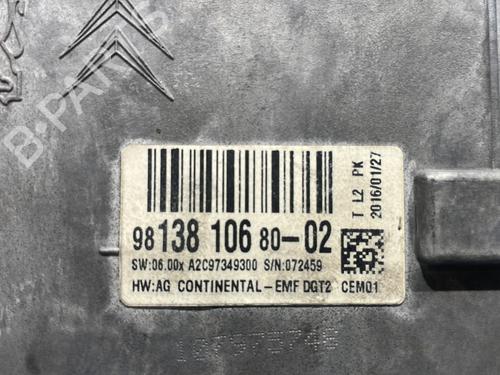 B-PARTS
T L2 PK
2016/01/27
98 138 106 80-02
SW:06.00x A2C97349300 S/N:072459
HW:AG CONTINENTAL-EMF DGT2 CEM01